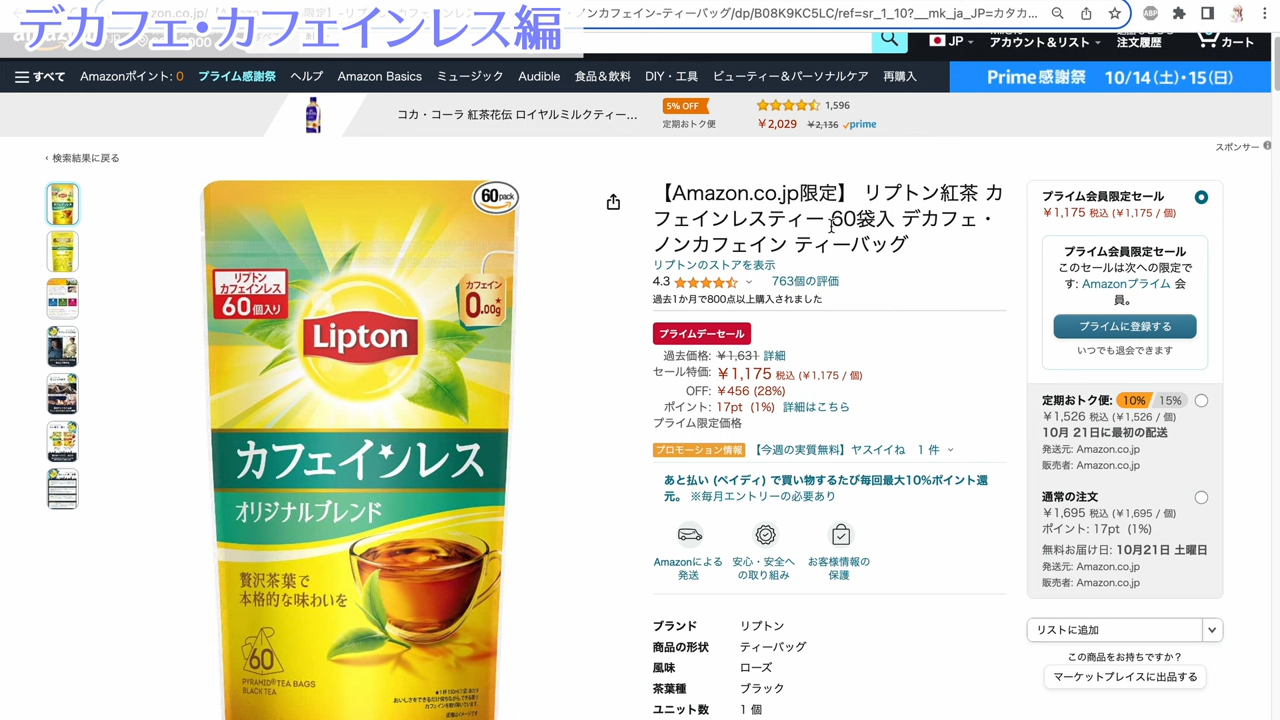 デカフェ・カフェインレス編
ノンカフェイン-ティーバッグ/dp/B08K9KC5LC/ref=sr_1_10?__mk_ja_JP=カタカ...
ABP
JP
アカウント＆リスト
注文履歴
カート
すべて
Amazonポイント: 0
プライム感謝祭
ヘルプ
Amazon Basics
ミュージック
Audible
食品＆飲料
DIY・工具
ビューティー＆パーソナルケア
再購入
Prime感謝祭 10/14(土)・15(日)
コカ・コーラ 紅茶花伝 ロイヤルミルクティー...
5% OFF
定期おトク便
1,596
￥2,029 ￥2,136 prime
スポンサー
‹ 検索結果に戻る
60pack
リプトン
カフェインレス
60個入り
カフェイン
0.00g
Lipton
カフェインレス
オリジナルブレンド
贅沢茶葉で
本格的な味わいを
60
PYRAMID® TEA BAGS
BLACK TEA
【Amazon.co.jp限定】 リプトン紅茶 カ
フェインレスティー 60袋入 デカフェ・
ノンカフェイン ティーバッグ
リプトンのストアを表示
4.3
763個の評価
過去1か月で800点以上購入されました
プライムデーセール
過去価格: ￥1,631 詳細
セール特価: ￥1,175 税込 (￥1,175 / 個)
OFF: ￥456 (28%)
ポイント: 17pt (1%) 詳細はこちら
プライム限定価格
プロモーション情報 【今週の実質無料】ヤスイイね 1 件
あと払い (ペイディ) で買い物するたび毎回最大10%ポイント還
元。 ※毎月エントリーの必要あり
Amazonによる
発送
安心・安全へ
の取り組み
お客様情報の
保護
ブランド リプトン
商品の形状 ティーバッグ
風味 ローズ
茶葉種 ブラック
ユニット数 1 個
プライム会員限定セール
￥1,175 税込 (￥1,175 / 個)
プライム会員限定セール
このセールは次への限定で
す: Amazonプライム 会
員。
プライムに登録する
いつでも退会できます
定期おトク便: 10% 15%
￥1,526 税込 (￥1,526 / 個)
10月 21日に最初の配送
発送元: Amazon.co.jp
販売者: Amazon.co.jp
通常の注文
￥1,695 税込 (￥1,695 / 個)
ポイント: 17pt (1%)
無料お届け日: 10月21日 土曜日
発送元: Amazon.co.jp
販売者: Amazon.co.jp
リストに追加
この商品をお持ちですか？
マーケットプレイスに出品する